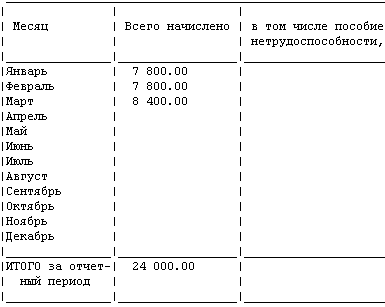 Месяц Всего начислено в том числе пособие
нетрудоспособности,
Январь 7 800.00
Февраль 7 800.00
Март 8 400.00
Апрель
Май
Июнь
Июль
Август
Сентябрь
Октябрь
Ноябрь
Декабрь
ИТОГО за отчет- 24 000.00
ный период